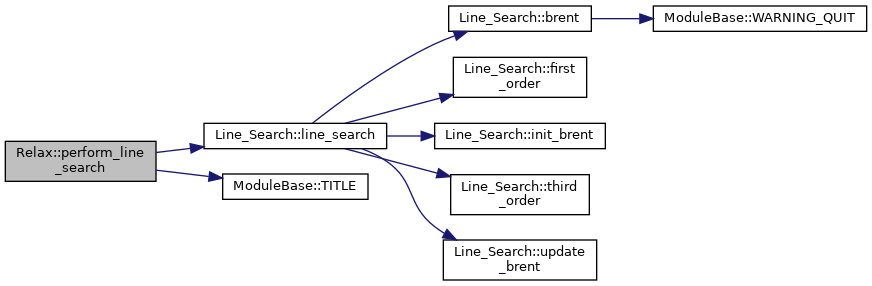 Relax::perform_line
_search
Line_Search::line_search
ModuleBase::TITLE
Line_Search::brent
ModuleBase::WARNING_QUIT
Line_Search::first
_order
Line_Search::init_brent
Line_Search::third
_order
Line_Search::update
_brent